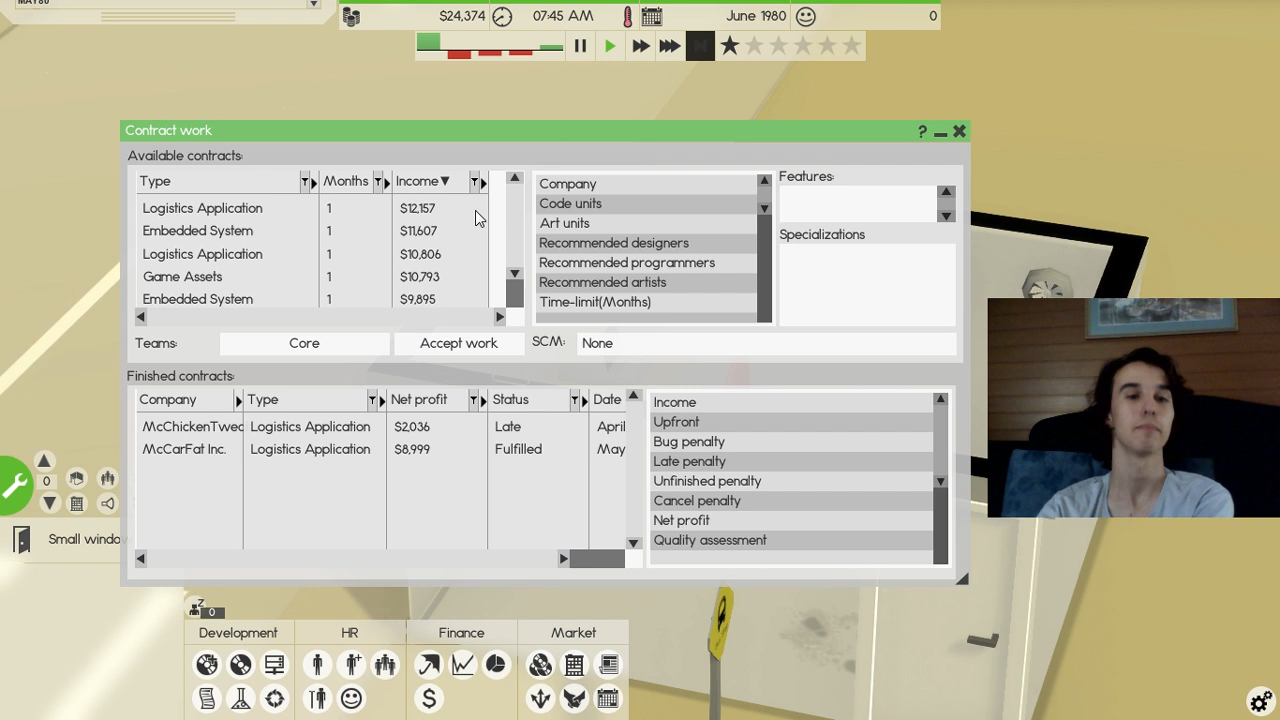 MAY80
$24,374 07:45 AM June 1980 0
Contract work ?
Available contracts:
Type Months Income▼
Logistics Application 1 $12,157
Embedded System 1 $11,607
Logistics Application 1 $10,806
Game Assets 1 $10,793
Embedded System 1 $9,895
Company
Code units
Art units
Recommended designers
Recommended programmers
Recommended artists
Time-limit(Months)
Features:
Specializations
Teams: Core Accept work SCM: None
Finished contracts:
Company Type Net profit Status Date
McChickenTwec Logistics Application $2,036 Late April
McCarFat Inc. Logistics Application $8,999 Fulfilled May
Income
Upfront
Bug penalty
Late penalty
Unfinished penalty
Cancel penalty
Net profit
Quality assessment
0
Small windo
Z 0
Development HR Finance Market
$